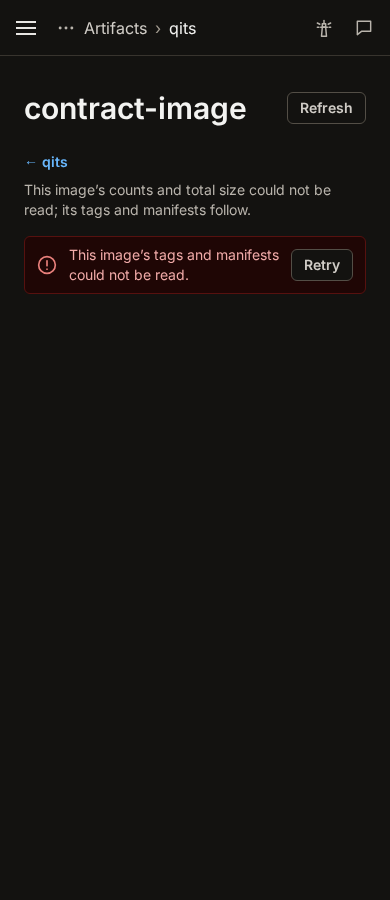 Artifacts › qits
contract-image
Refresh
← qits
This image’s counts and total size could not be
read; its tags and manifests follow.
This image’s tags and manifests
could not be read.
Retry